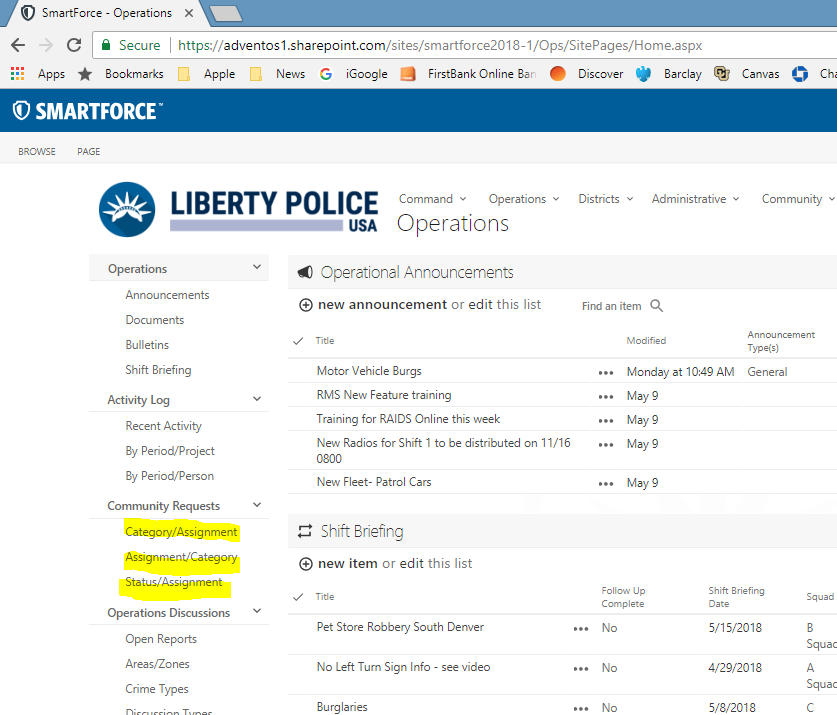 SmartForce - Operations
Secure | https://adventos1.sharepoint.com/sites/smartforce2018-1/Ops/SitePages/Home.aspx
Apps Bookmarks Apple News iGoogle FirstBank Online Ban Discover Barclay Canvas Cha
SMARTFORCE™
BROWSE PAGE
LIBERTY POLICE
USA
Command Operations Districts Administrative Community
Operations
Operations
Announcements
Documents
Bulletins
Shift Briefing
Activity Log
Recent Activity
By Period/Project
By Period/Person
Community Requests
Category/Assignment
Assignment/Category
Status/Assignment
Operations Discussions
Open Reports
Areas/Zones
Crime Types
Discussion Types
Operational Announcements
new announcement or edit this list Find an item
Title Modified Announcement
Type(s)
Motor Vehicle Burgs Monday at 10:49 AM General
RMS New Feature training May 9
Training for RAIDS Online this week May 9
New Radios for Shift 1 to be distributed on 11/16 May 9
0800
New Fleet- Patrol Cars May 9
Shift Briefing
new item or edit this list
Title Follow Up Shift Briefing Squad
Complete Date
Pet Store Robbery South Denver No 5/15/2018 B
Squad
No Left Turn Sign Info - see video No 4/29/2018 A
Squad
Burglaries No 5/8/2018 C